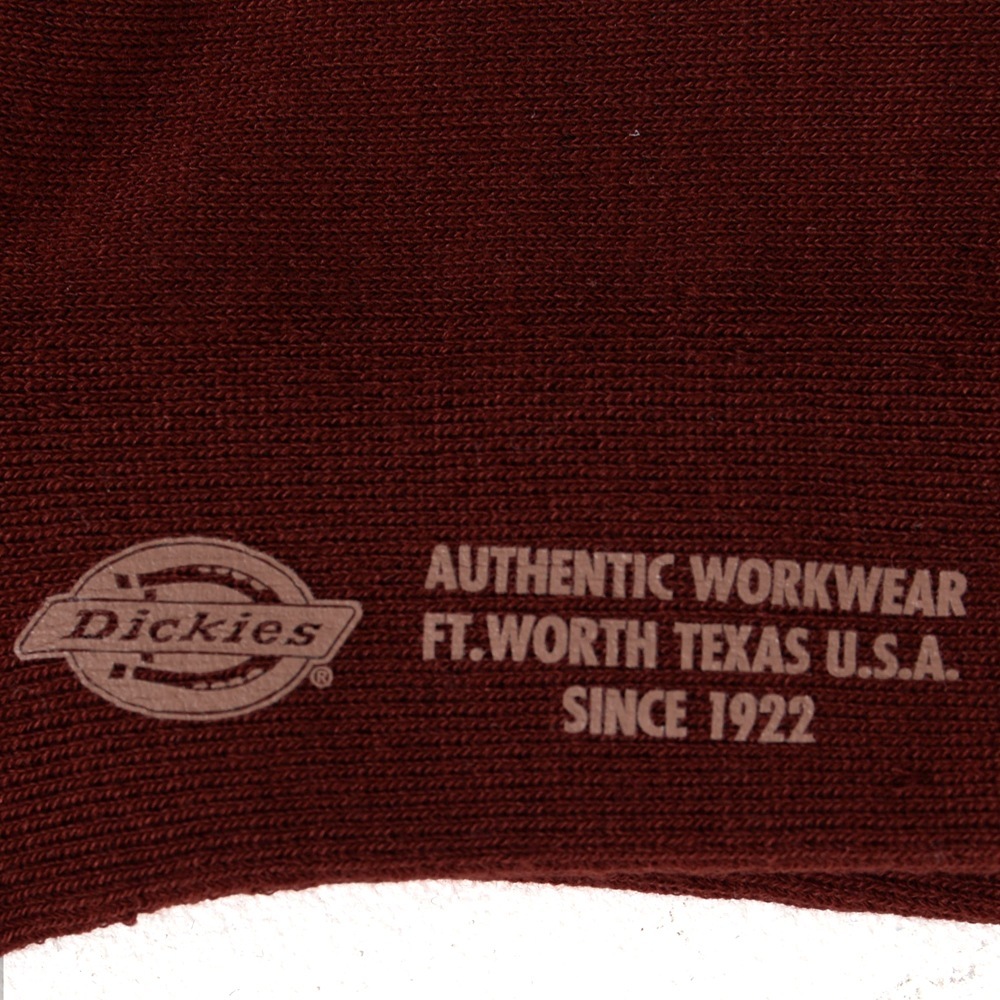 Dickies®
AUTHENTIC WORKWEAR
FT.WORTH TEXAS U.S.A.
SINCE 1922